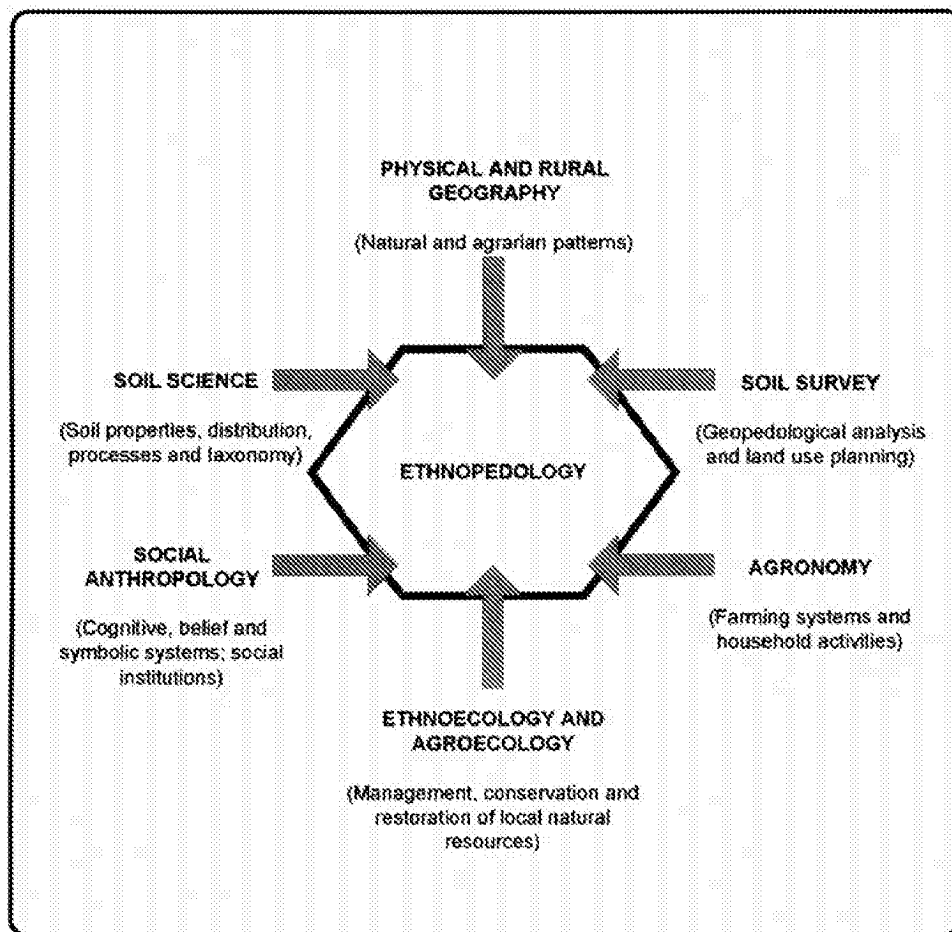 PHYSICAL AND RURAL
GEOGRAPHY
(Natural and agrarian patterns)
SOIL SCIENCE
(Soil properties, distribution,
processes and taxonomy)
SOIL SURVEY
(Geopedological analysis
and land use planning)
ETHNOPEDOLOGY
SOCIAL
ANTHROPOLOGY
(Cognitive, belief and
symbolic systems; social
institutions)
AGRONOMY
(Farming systems and
household activities)
ETHNOECOLOGY AND
AGROECOLOGY
(Management, conservation and
restoration of local natural
resources)